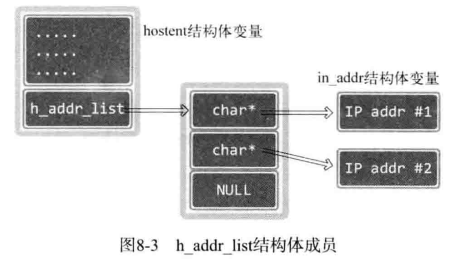 hostent结构体变量
.....
.....
.....
in_addr结构体变量
h_addr_list
char*
IP addr #1
char*
IP addr #2
NULL
图8-3 h_addr_list结构体成员